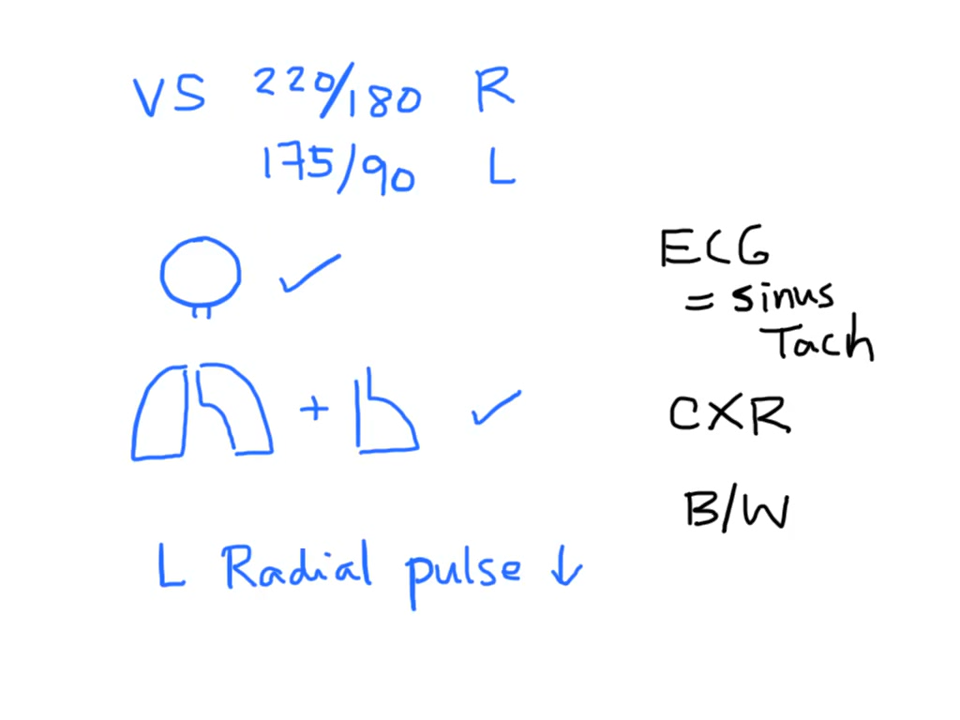 VS 220/180 R
175/90 L
ECG
= sinus
Tach
+
CXR
B/W
L Radial pulse ↓